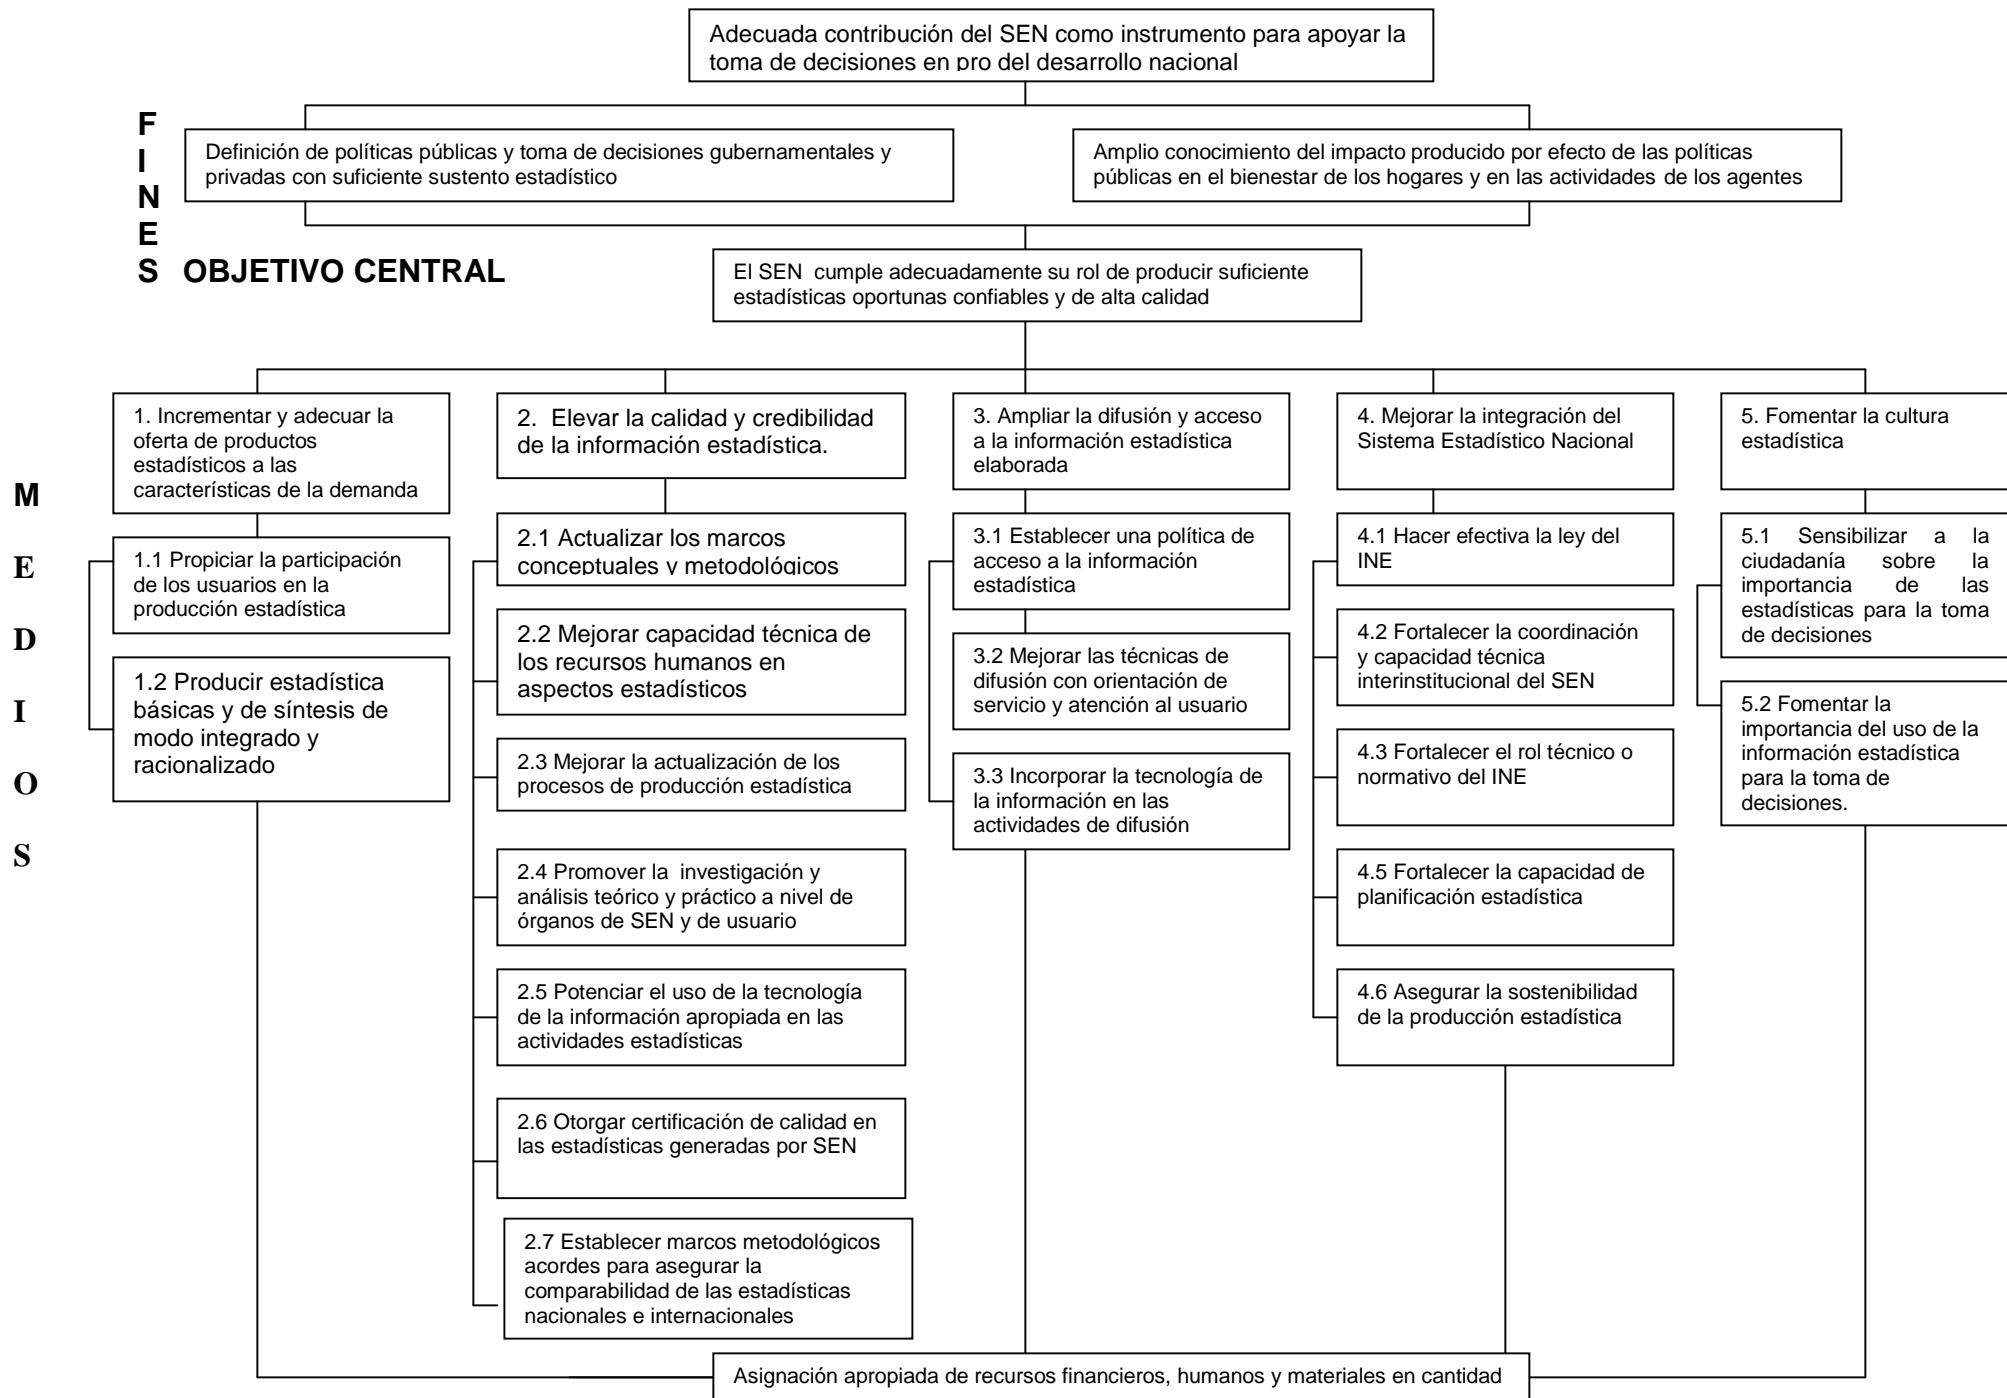 Adecuada contribución del SEN como instrumento para apoyar la
toma de decisiones en pro del desarrollo nacional
F
I
N
E
S
Definición de políticas públicas y toma de decisiones gubernamentales y
privadas con suficiente sustento estadístico
Amplio conocimiento del impacto producido por efecto de las políticas
públicas en el bienestar de los hogares y en las actividades de los agentes
OBJETIVO CENTRAL
El SEN cumple adecuadamente su rol de producir suficiente
estadísticas oportunas confiables y de alta calidad
M
E
D
I
O
S
1. Incrementar y adecuar la
oferta de productos
estadísticos a las
características de la demanda
1.1 Propiciar la participación
de los usuarios en la
producción estadística
1.2 Producir estadística
básicas y de síntesis de
modo integrado y
racionalizado
2. Elevar la calidad y credibilidad
de la información estadística.
2.1 Actualizar los marcos
conceptuales y metodológicos
2.2 Mejorar capacidad técnica de
los recursos humanos en
aspectos estadísticos
2.3 Mejorar la actualización de los
procesos de producción estadística
2.4 Promover la investigación y
análisis teórico y práctico a nivel de
órganos de SEN y de usuario
2.5 Potenciar el uso de la tecnología
de la información apropiada en las
actividades estadísticas
2.6 Otorgar certificación de calidad en
las estadísticas generadas por SEN
2.7 Establecer marcos metodológicos
acordes para asegurar la
comparabilidad de las estadísticas
nacionales e internacionales
3. Ampliar la difusión y acceso
a la información estadística
elaborada
3.1 Establecer una política de
acceso a la información
estadística
3.2 Mejorar las técnicas de
difusión con orientación de
servicio y atención al usuario
3.3 Incorporar la tecnología de
la información en las
actividades de difusión
4. Mejorar la integración del
Sistema Estadístico Nacional
4.1 Hacer efectiva la ley del
INE
4.2 Fortalecer la coordinación
y capacidad técnica
interinstitucional del SEN
4.3 Fortalecer el rol técnico o
normativo del INE
4.5 Fortalecer la capacidad de
planificación estadística
4.6 Asegurar la sostenibilidad
de la producción estadística
5. Fomentar la cultura
estadística
5.1 Sensibilizar a la
ciudadanía sobre la
importancia de las
estadísticas para la toma
de decisiones
5.2 Fomentar la
importancia del uso de la
información estadística
para la toma de
decisiones.
Asignación apropiada de recursos financieros, humanos y materiales en cantidad